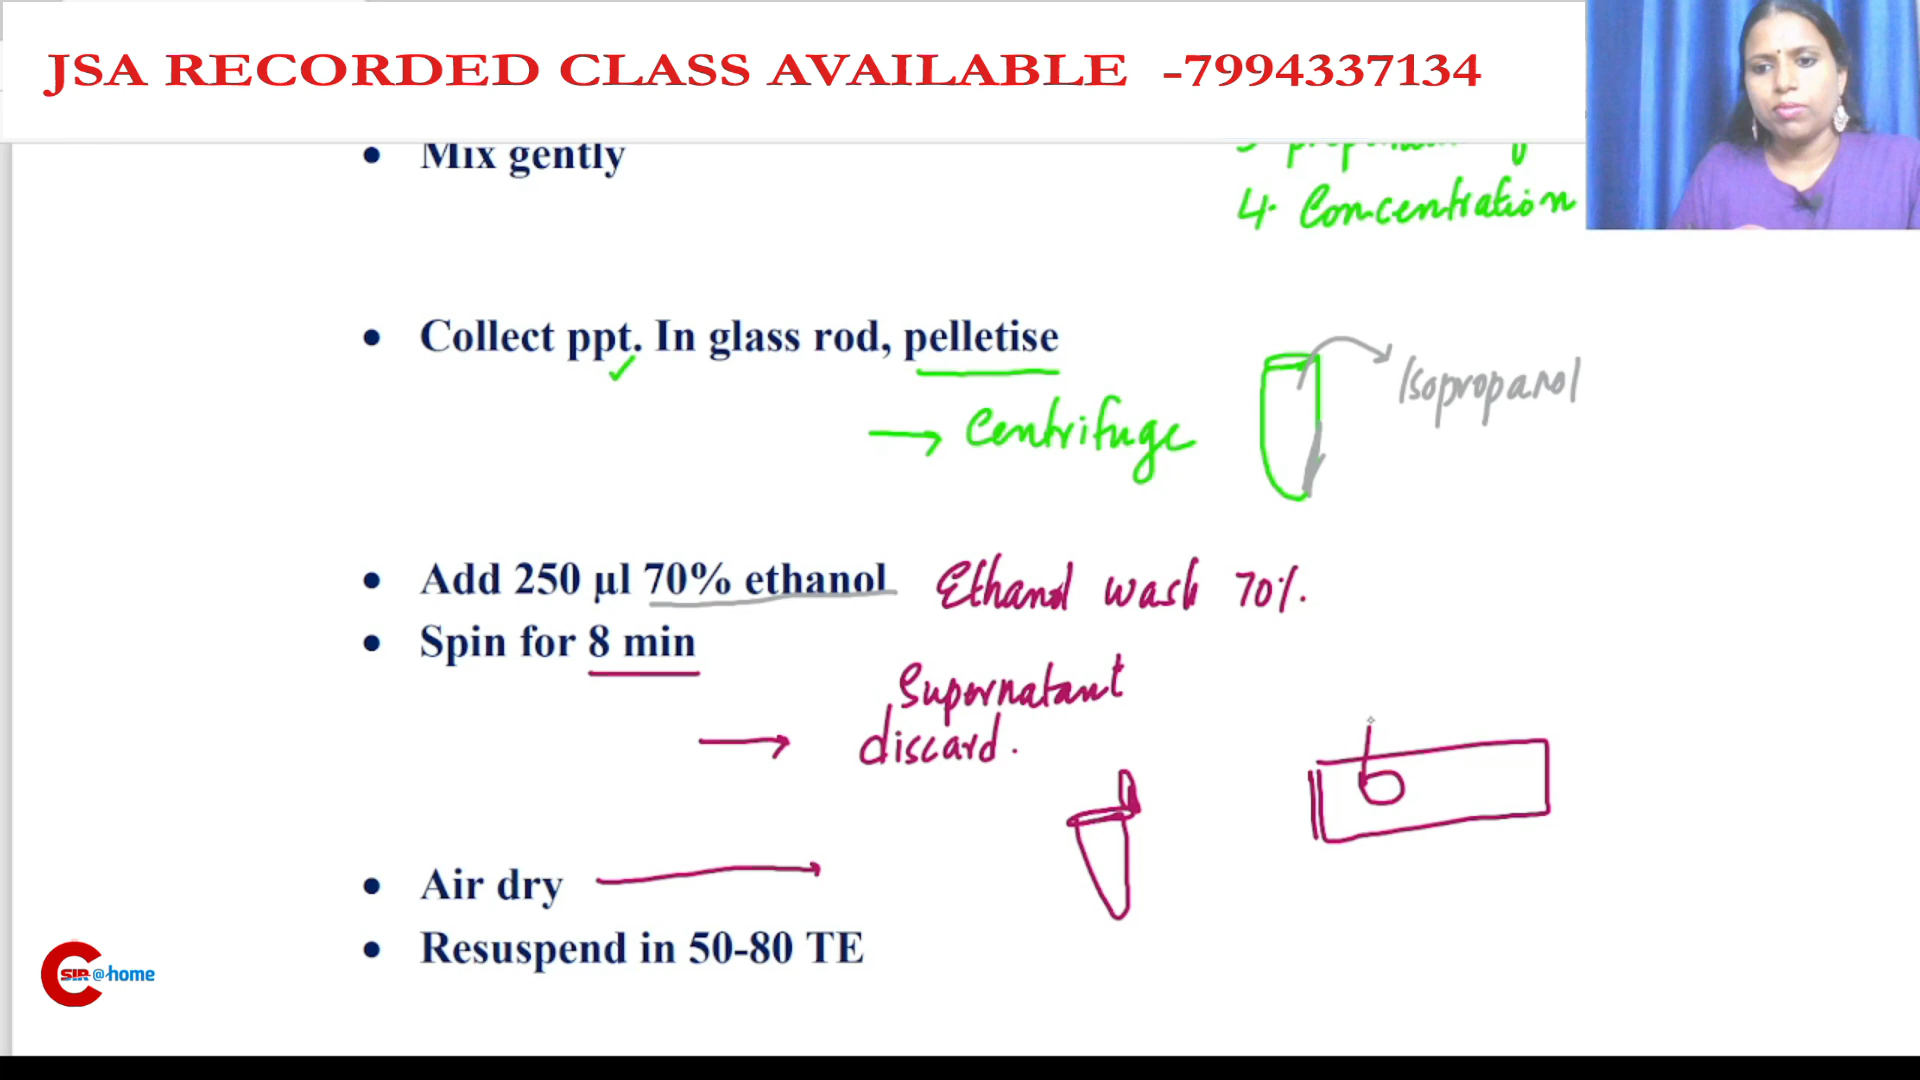 JSA RECORDED CLASS AVAILABLE -7994337134
• Mix gently
4. Concentration
• Collect ppt. In glass rod, pelletise
Isopropanol
→ Centrifuge
• Add 250 µl 70% ethanol
Ethanol wash 70%.
• Spin for 8 min
Supernatant
→ discard.
• Air dry
• Resuspend in 50-80 TE
CSIR@home